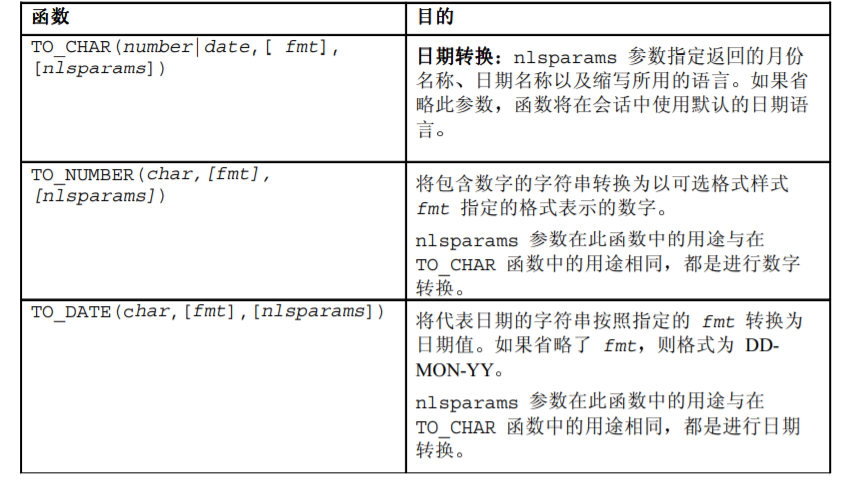 函数
目的
TO_CHAR(number|date,[ fmt],
[nlsparams])
日期转换：nlsparams 参数指定返回的月份
名称、日期名称以及缩写所用的语言。如果省
略此参数，函数将在会话中使用默认的日期语
言。
TO_NUMBER(char,[fmt],
[nlsparams])
将包含数字的字符串转换为以可选格式样式
fmt 指定的格式表示的数字。
nlsparams 参数在此函数中的用途与在
TO_CHAR 函数中的用途相同，都是进行数字
转换。
TO_DATE(char,[fmt],[nlsparams])
将代表日期的字符串按照指定的 fmt 转换为
日期值。如果省略了 fmt，则格式为 DD-
MON-YY。
nlsparams 参数在此函数中的用途与在
TO_CHAR 函数中的用途相同，都是进行日期
转换。